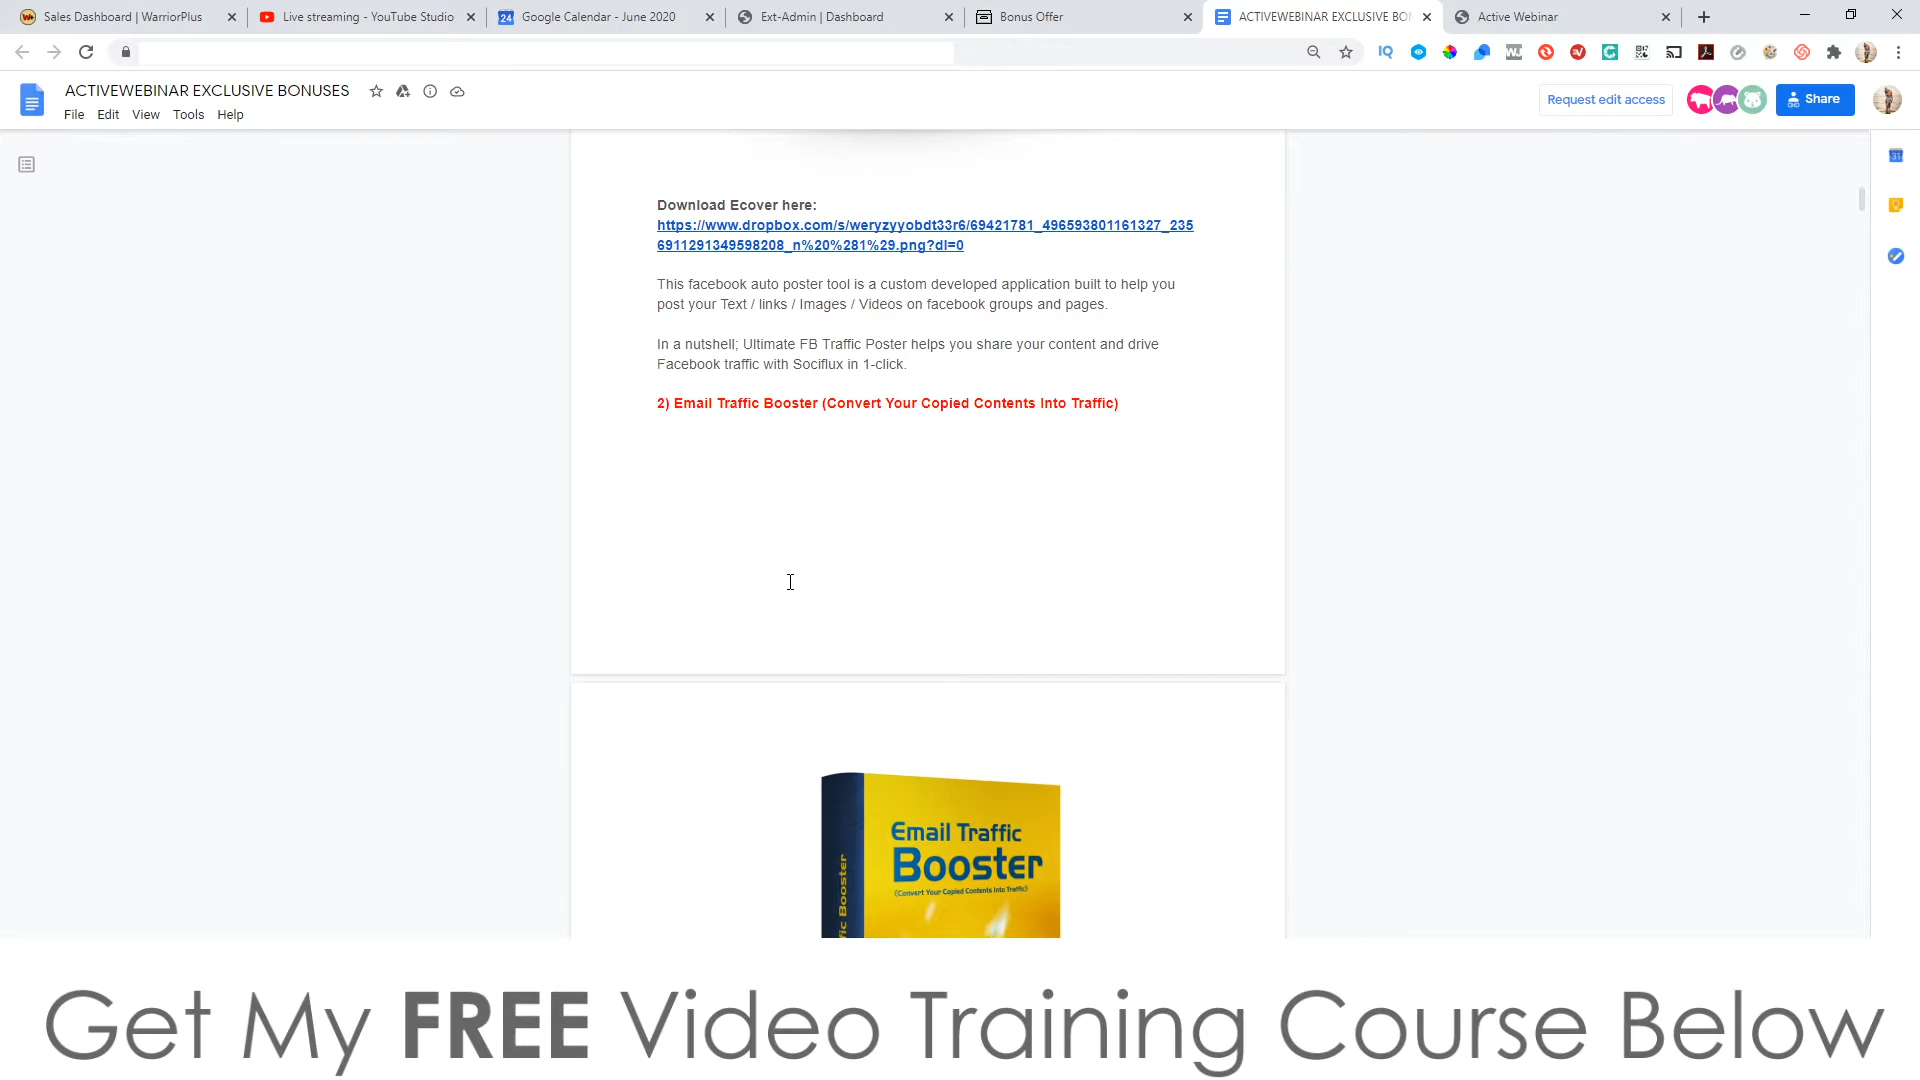 Sales Dashboard | WarriorPlus
Live streaming - YouTube Studio
24
Google Calendar - June 2020
Ext-Admin | Dashboard
Bonus Offer
ACTIVEWEBINAR EXCLUSIVE BO
Active Webinar
ACTIVEWEBINAR EXCLUSIVE BONUSES
File Edit View Tools Help
Request edit access
Share
Download Ecover here:
https://www.dropbox.com/s/weryzyyobdt33r6/69421781_496593801161327_235
6911291349598208_n%20%281%29.png?dl=0
This facebook auto poster tool is a custom developed application built to help you
post your Text / links / Images / Videos on facebook groups and pages.
In a nutshell; Ultimate FB Traffic Poster helps you share your content and drive
Facebook traffic with Sociflux in 1-click.
2) Email Traffic Booster (Convert Your Copied Contents Into Traffic)
Email Traffic
Booster
(Convert Your Copied Contents Into Traffic)
Booster
Get My FREE Video Training Course Below